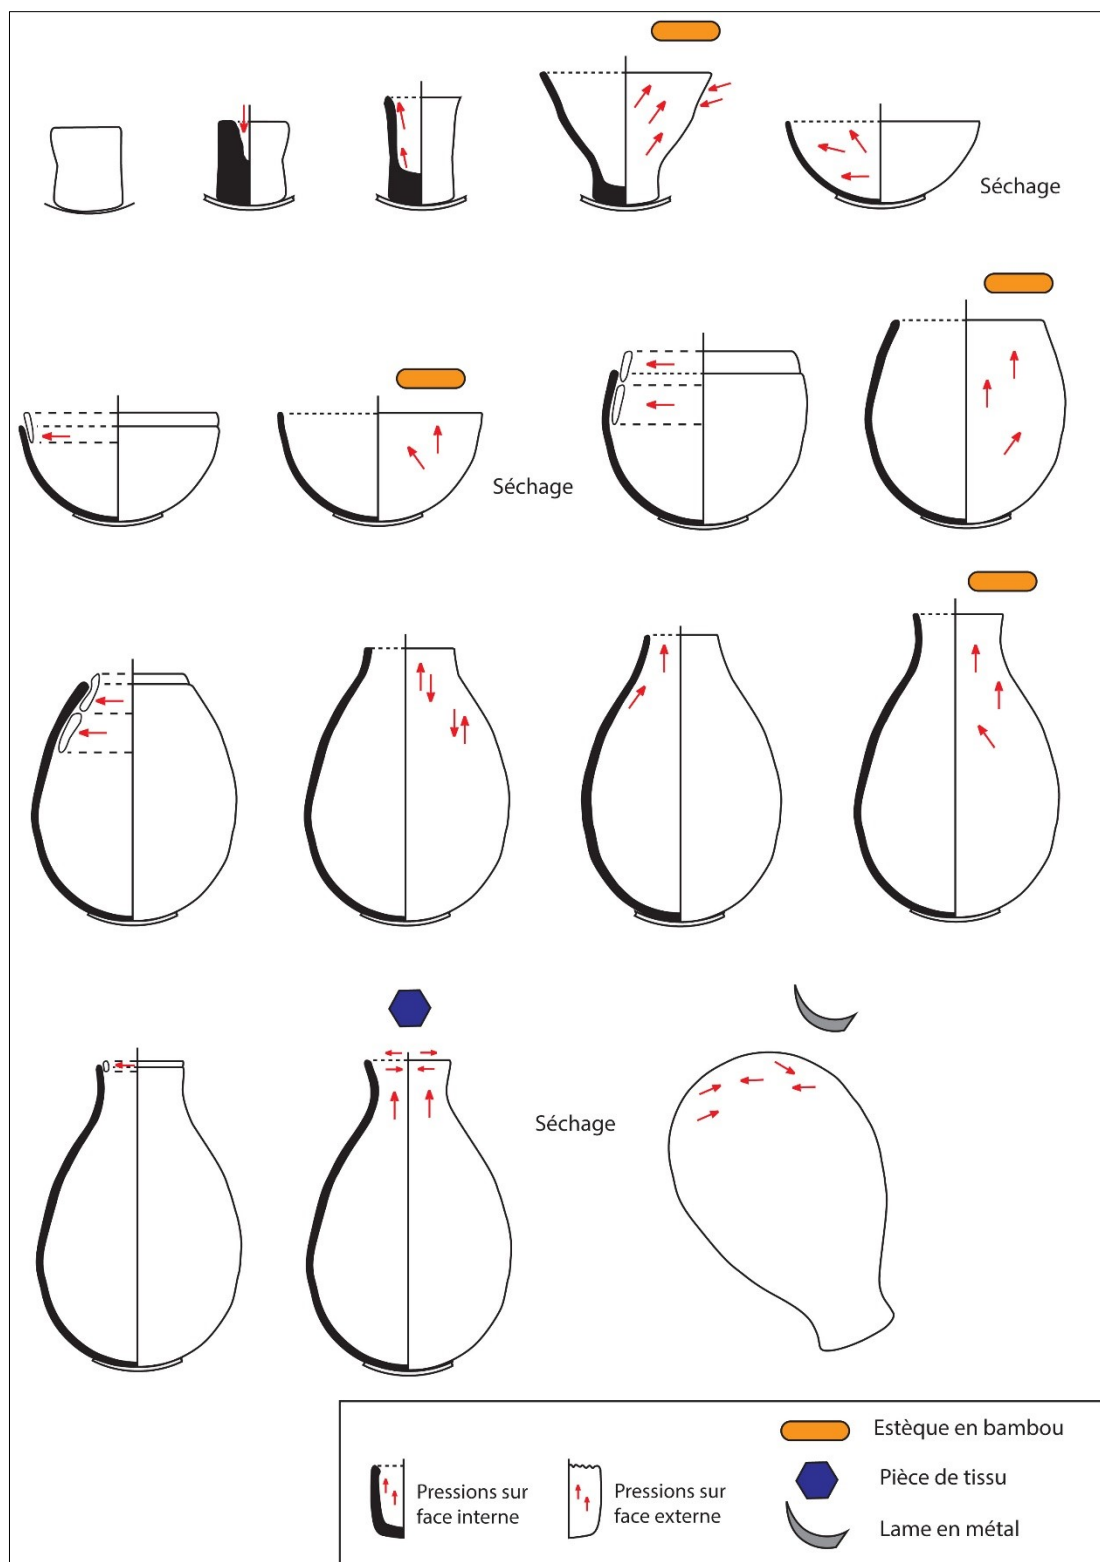 Séchage
Séchage
Séchage
Estèque en bambou
Pressions sur
face interne
Pressions sur
face externe
Pièce de tissu
Lame en métal